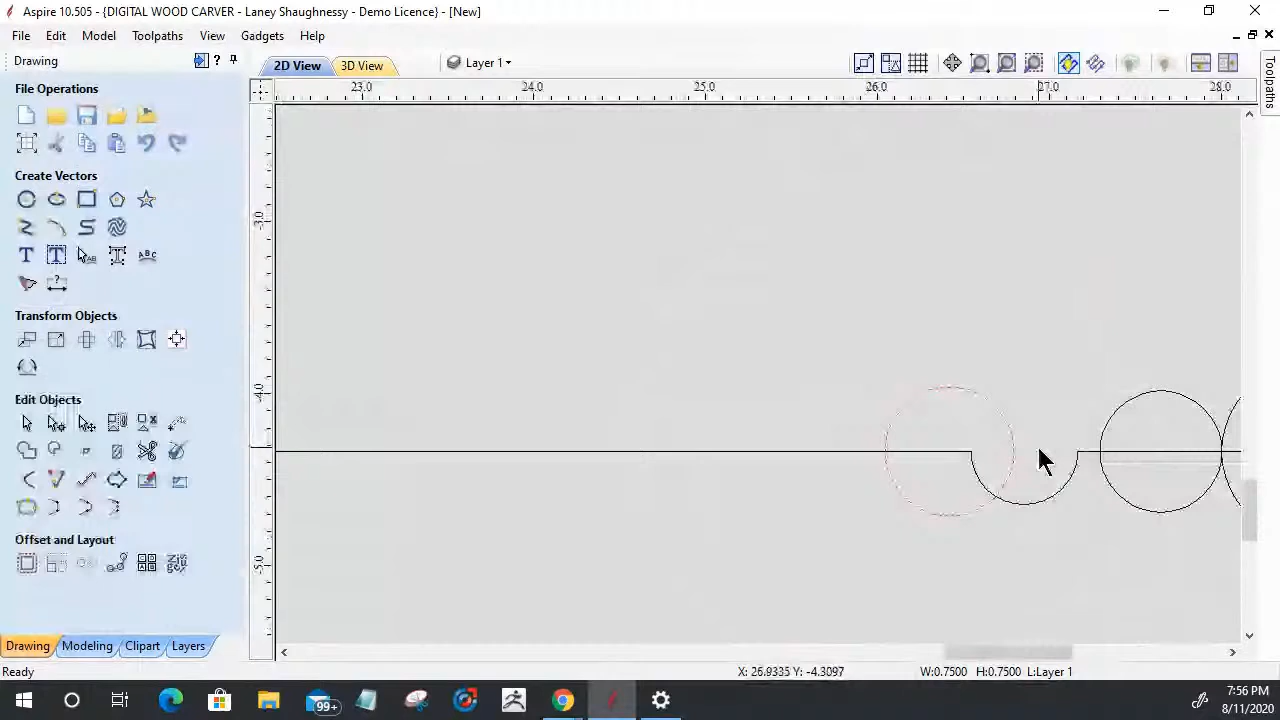 Aspire 10.505 - {DIGITAL WOOD CARVER - Laney Shaughnessy - Demo Licence} - [New]
File Edit Model Toolpaths View Gadgets Help
Drawing
2D View 3D View Layer 1
Toolpaths
23.0 24.0 25.0 26.0 27.0 28.0
File Operations
Create Vectors
-3.0
Transform Objects
-4.0
Edit Objects
Offset and Layout
-5.0
Drawing Modeling Clipart Layers
Ready X: 26.9335 Y: -4.3097 W:0.7500 H:0.7500 L:Layer 1
99+
7:56 PM
8/11/2020